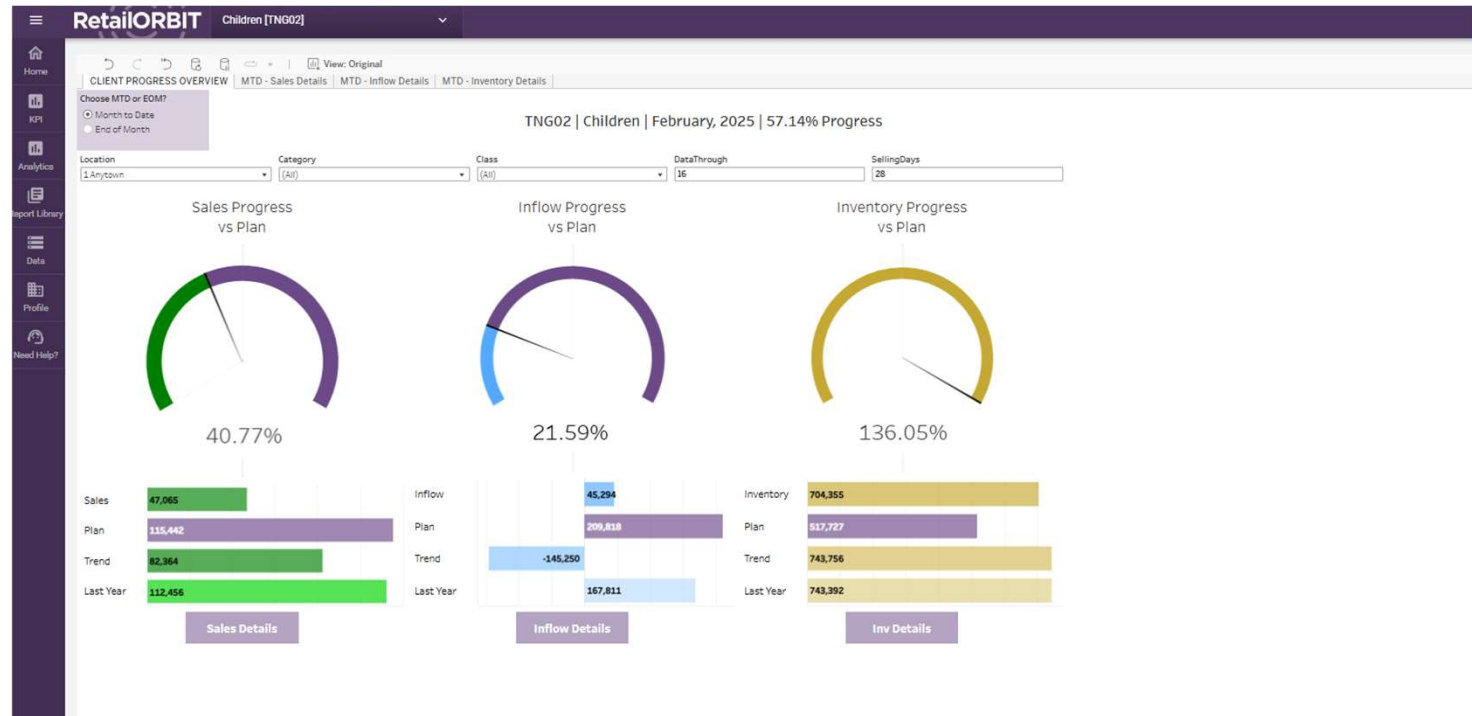 RetailORBIT
Children [TNG02]
Home
KPI
Analytics
Report Library
Data
Profile
Need Help?
View: Original
CLIENT PROGRESS OVERVIEW
MTD - Sales Details
MTD - Inflow Details
MTD - Inventory Details
Choose MTD or EOM?
Month to Date
End of Month
TNG02 | Children | February, 2025 | 57.14% Progress
Location
Category
Class
DataThrough
SellingDays
1 Anytown
(All)
(All)
16
28
Sales Progress
vs Plan
40.77%
Sales 47,065
Plan 115,442
Trend 82,364
Last Year 112,456
Sales Details
Inflow Progress
vs Plan
21.59%
Inflow 45,294
Plan 209,818
Trend -145,250
Last Year 167,811
Inflow Details
Inventory Progress
vs Plan
136.05%
Inventory 704,355
Plan 517,727
Trend 743,756
Last Year 743,392
Inv Details